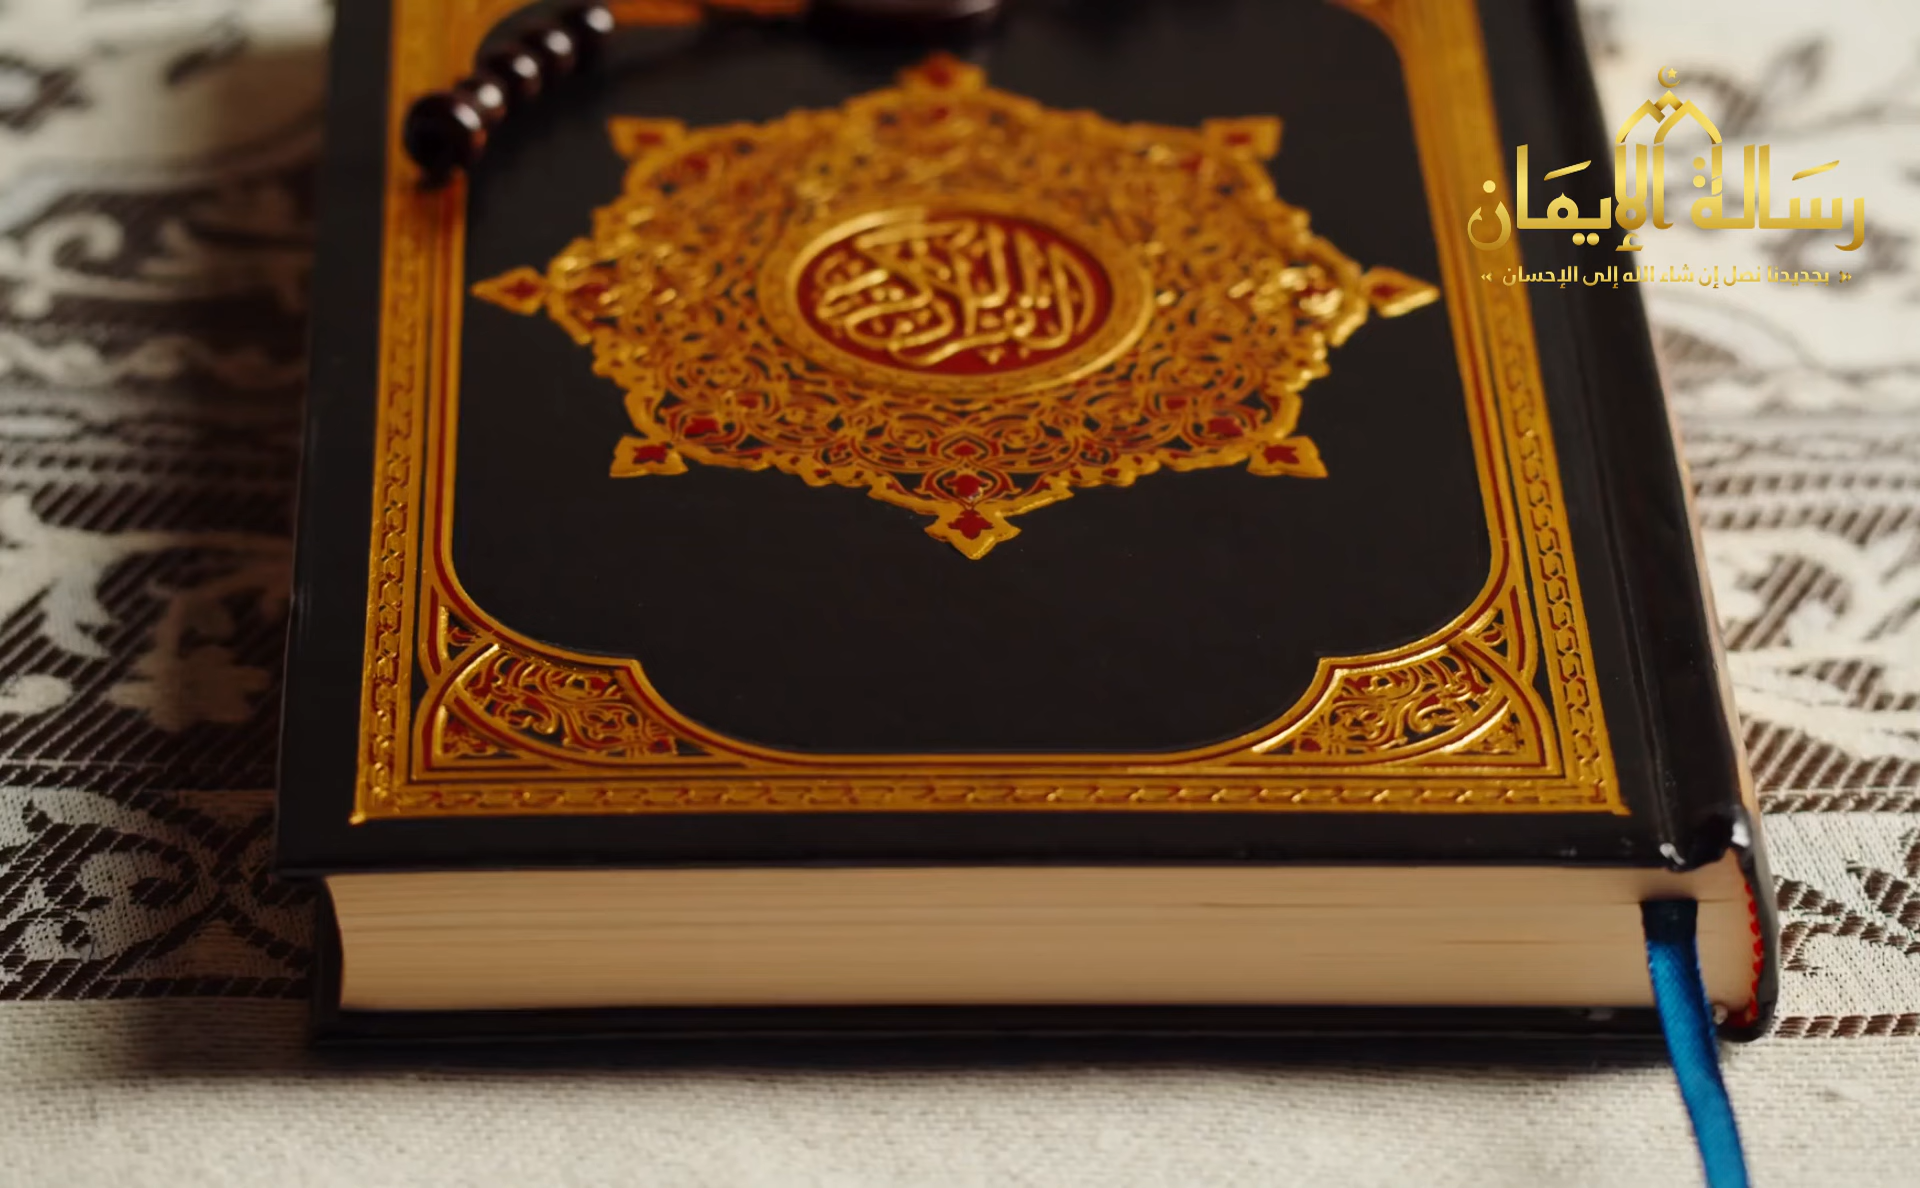 رسالة الإيمان
« بجديدنا نصل إن شاء الله إلى الإحسان »
القرآن الكريم